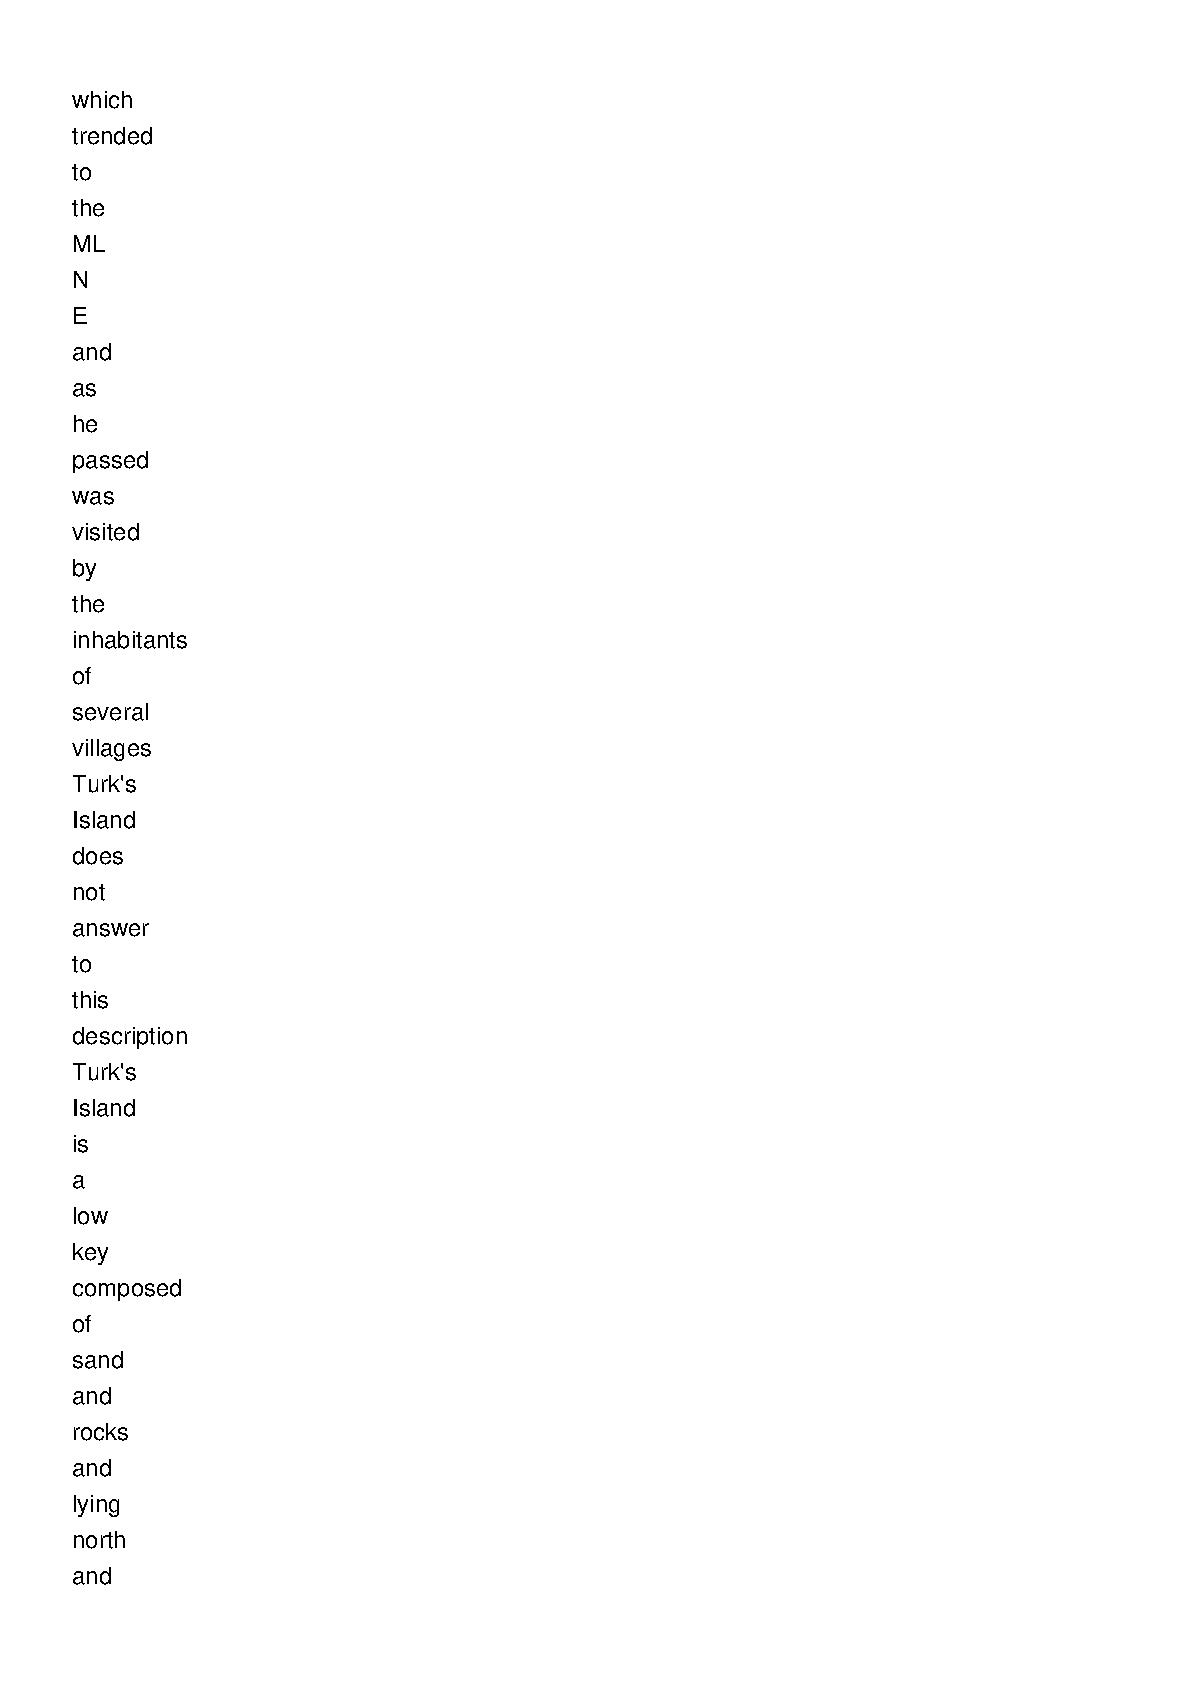 which
trended
to
the
ML
N
E
and
as
he
passed
was
visited
by
the
inhabitants
of
several
villages
Turk's
Island
does
not
answer
to
this
description
Turk's
Island
is
a
low
key
composed
of
sand
and
rocks
and
lying
north
and